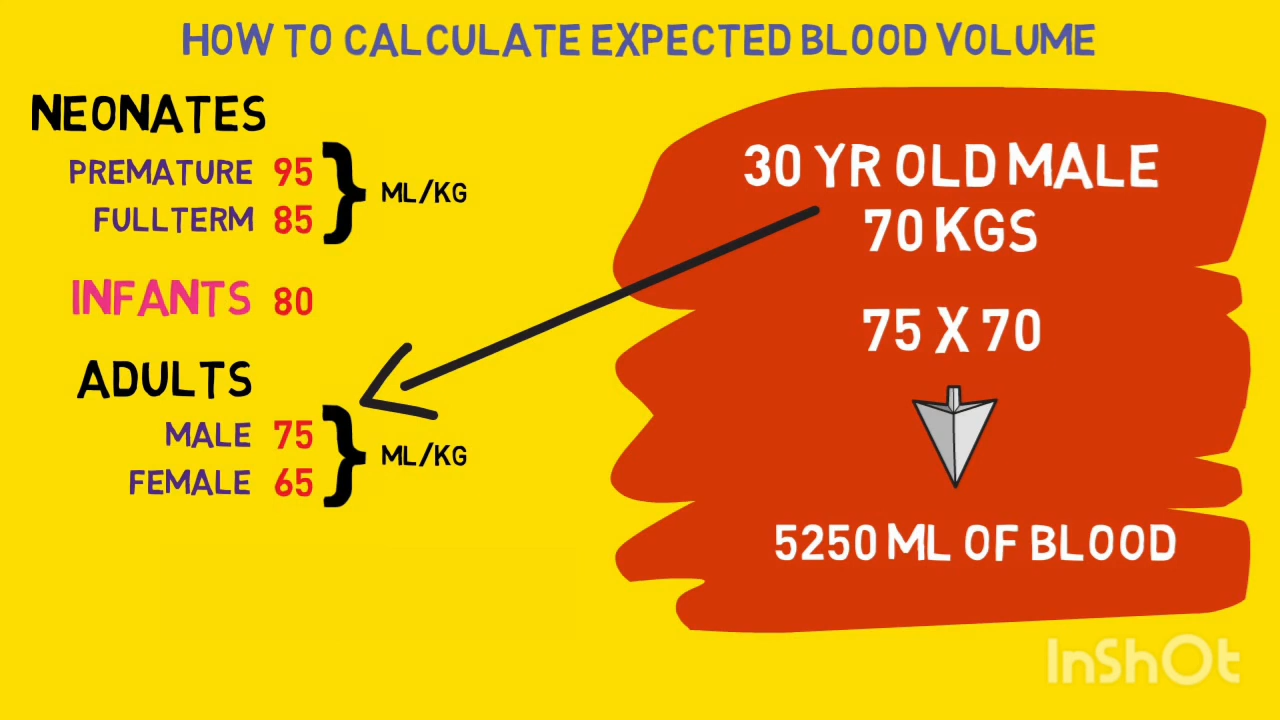 HOW TO CALCULATE EXPECTED BLOOD VOLUME
NEONATES
PREMATURE 95
FULLTERM 85
ML/KG
INFANTS 80
ADULTS
MALE 75
FEMALE 65
ML/KG
30 YR OLD MALE
70 KGS
75 X 70
5250 ML OF BLOOD
InShOt